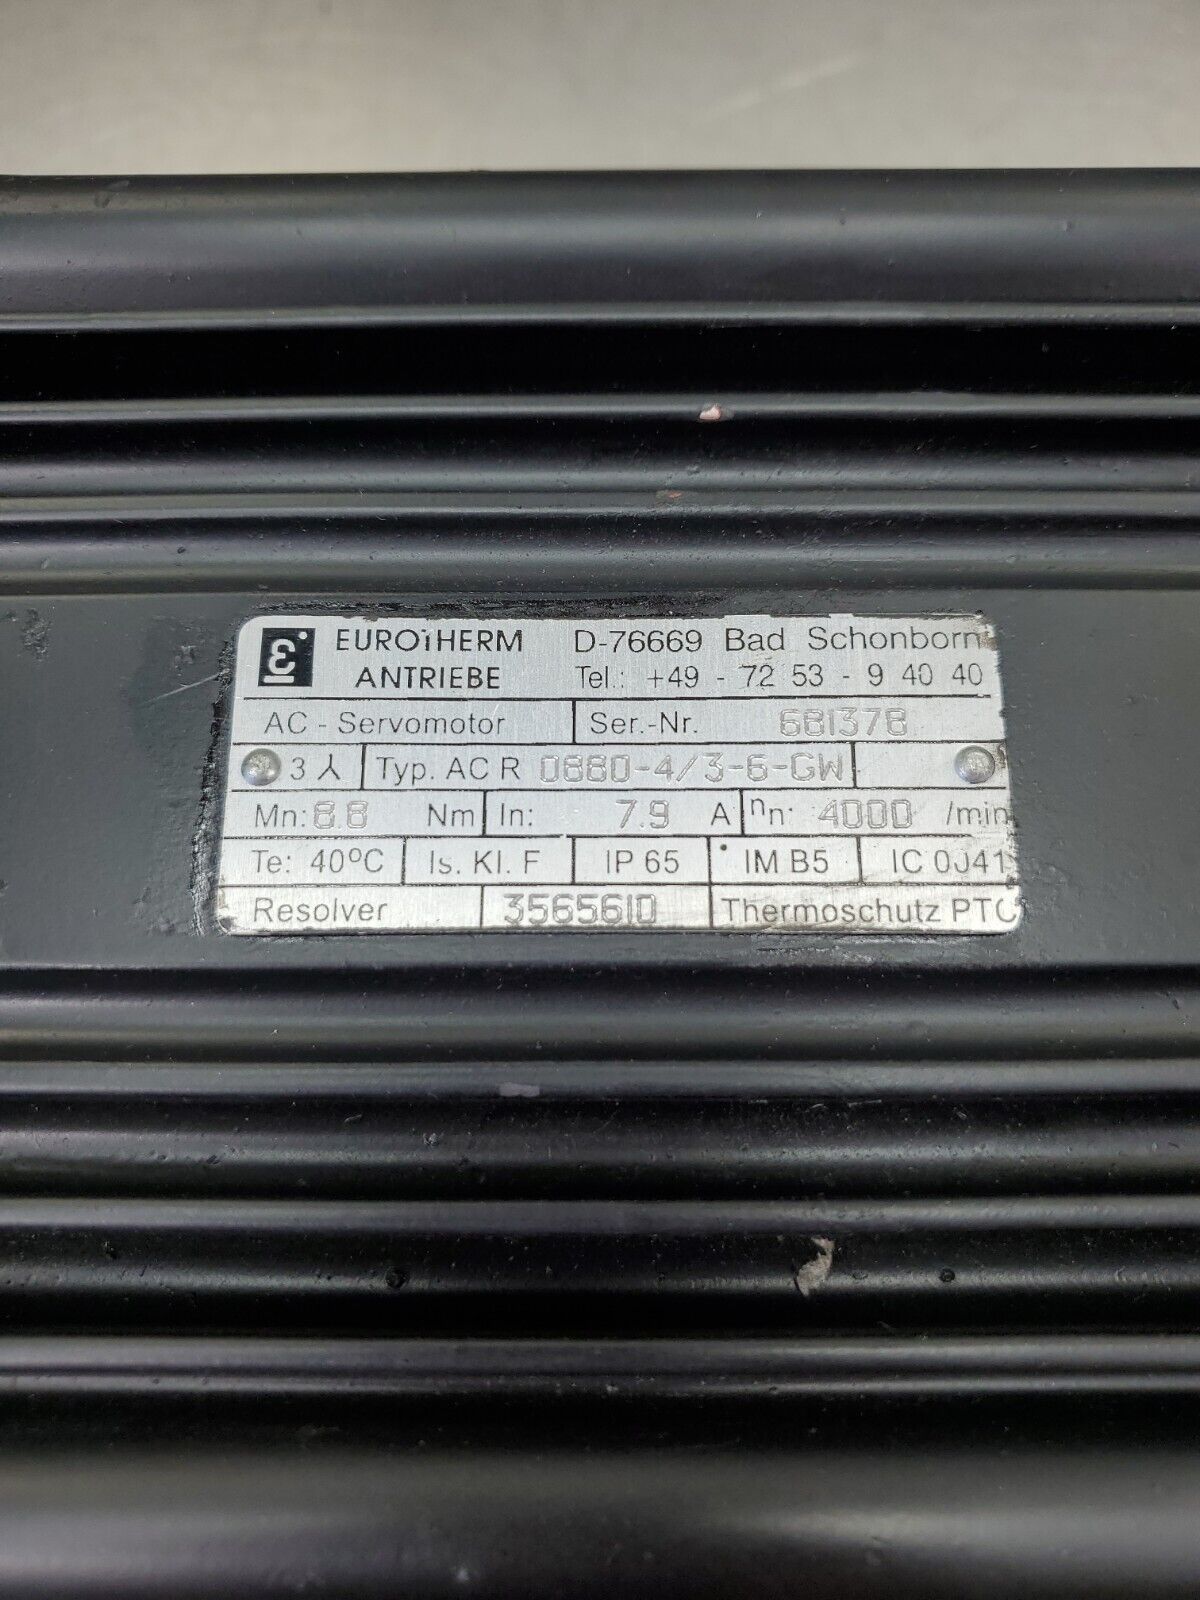 ε EUROTHERM D-76669 Bad Schonborn
ANTRIEBE Tel.: +49 - 72 53 - 9 40 40
AC - Servomotor Ser.-Nr. 681378
3 ⅄ Typ. AC R 0880-4/3-6-GW
Mn: 8.8 Nm In: 7.9 A nn: 4000 /min
Te: 40°C Is. Kl. F IP 65 IM B5 IC 0041
Resolver 3565610 Thermoschutz PTC